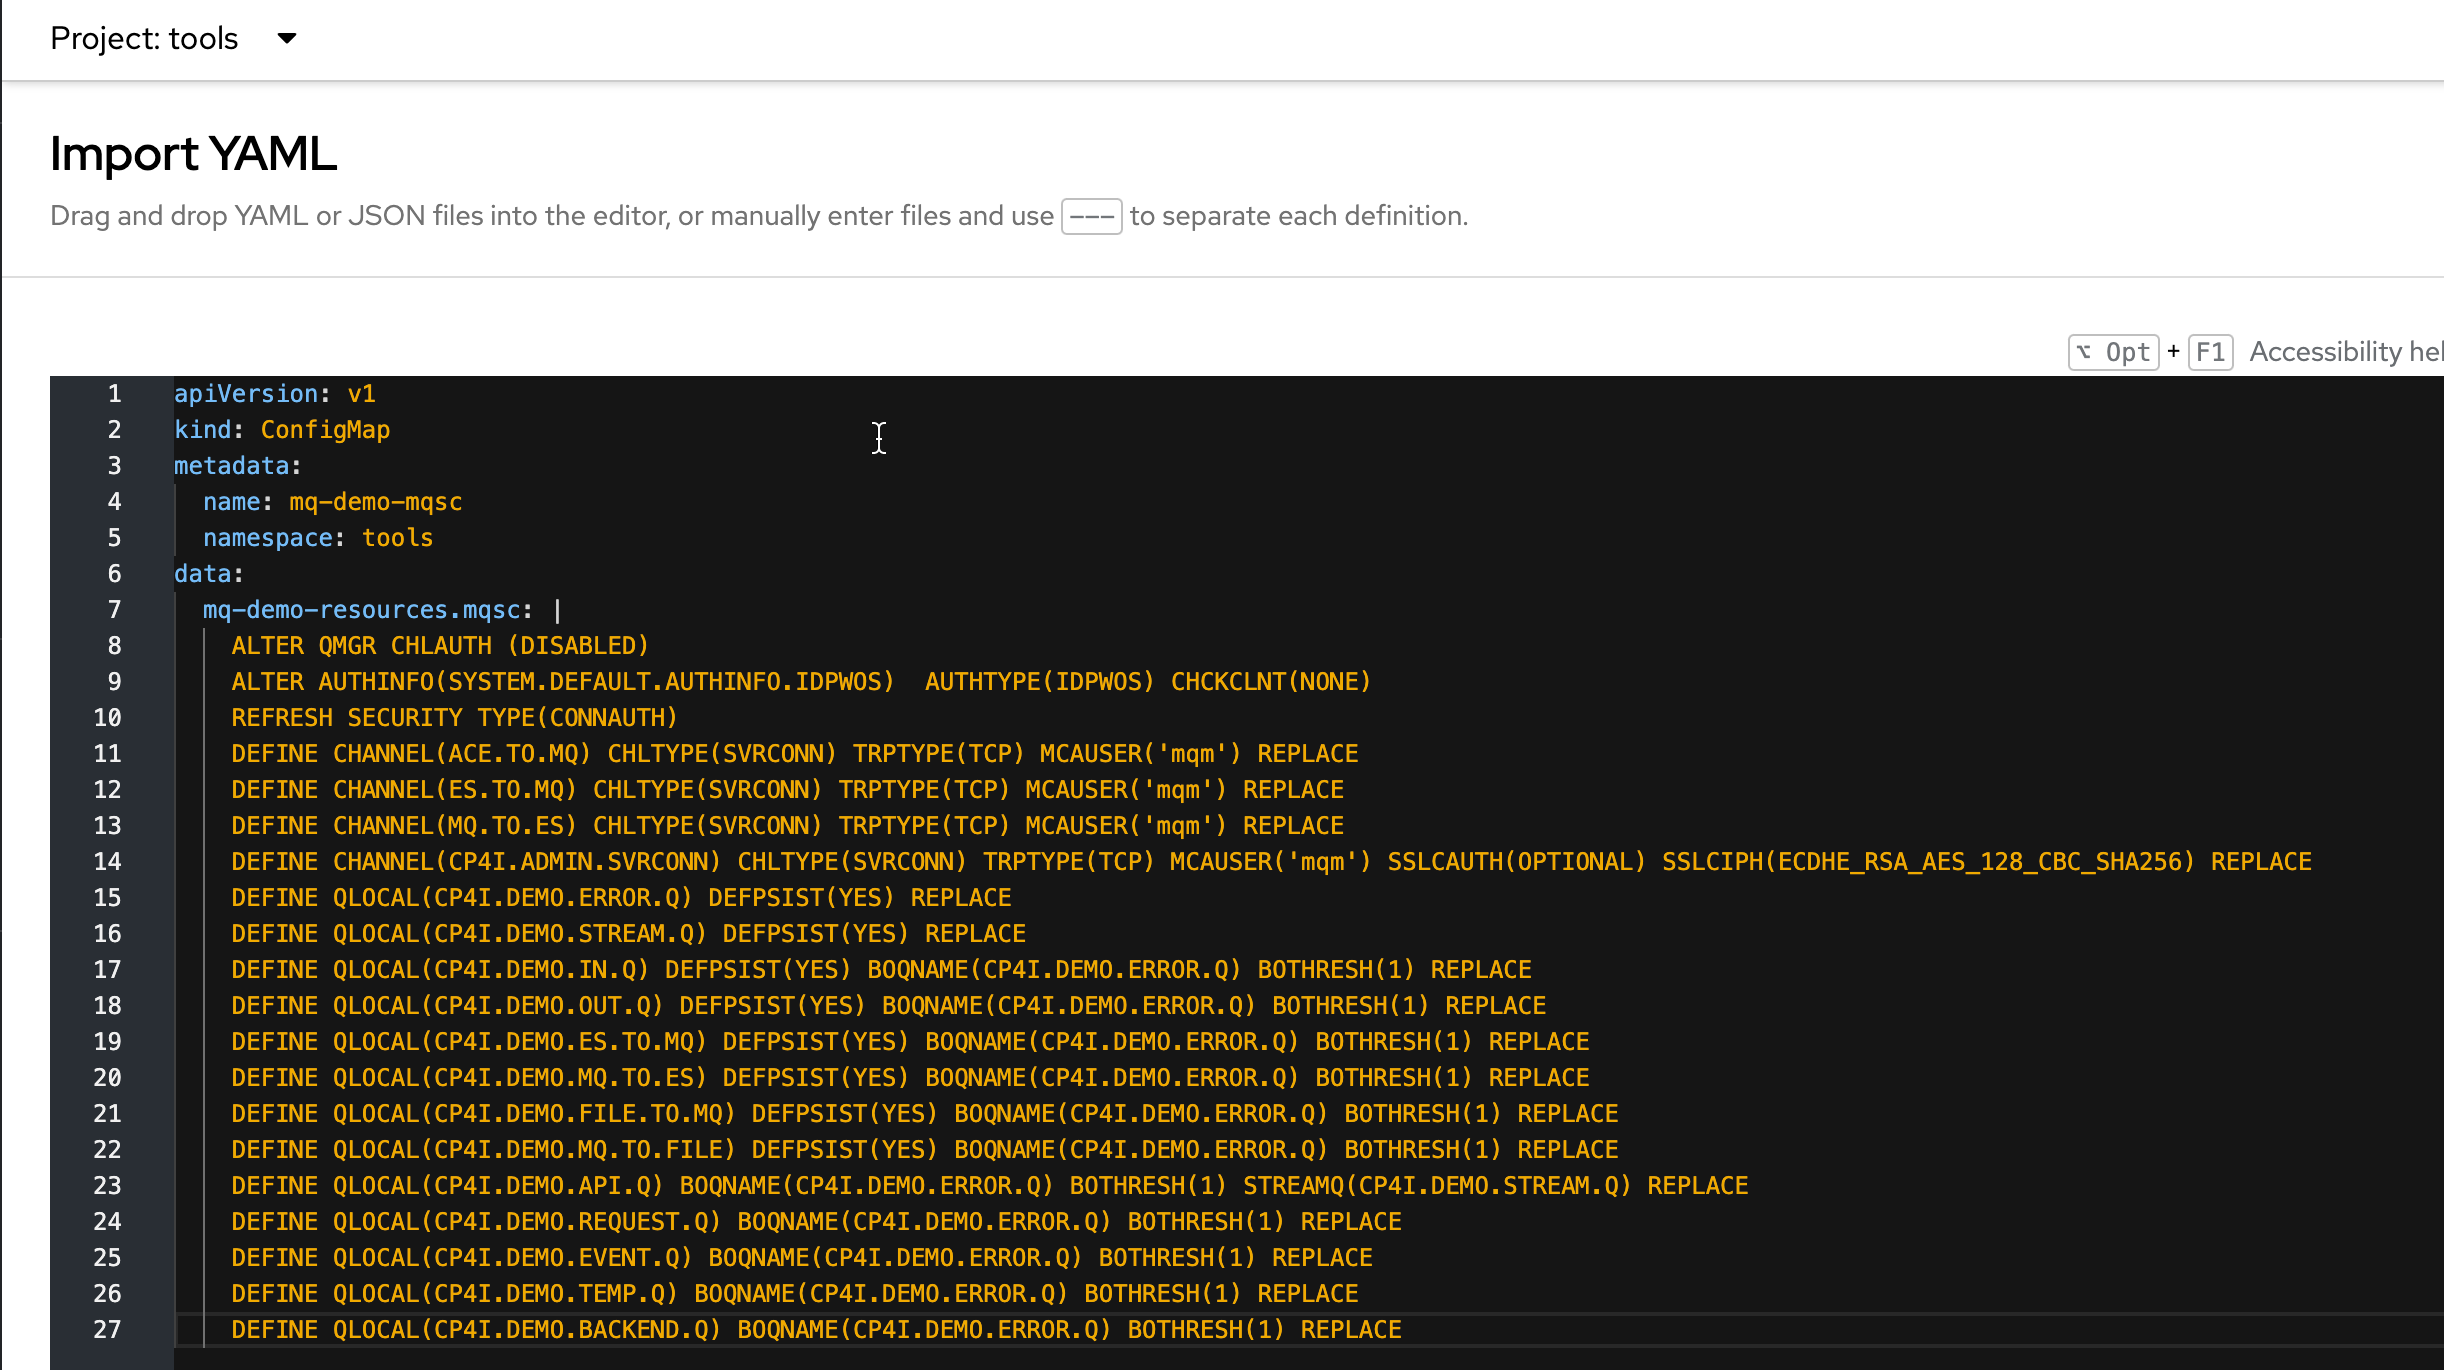 Project: tools
Import YAML
Drag and drop YAML or JSON files into the editor, or manually enter files and use --- to separate each definition.
⌥ Opt + F1 Accessibility hel
1 apiVersion: v1
2 kind: ConfigMap
3 metadata:
4   name: mq-demo-mqsc
5   namespace: tools
6 data:
7   mq-demo-resources.mqsc: |
8     ALTER QMGR CHLAUTH (DISABLED)
9     ALTER AUTHINFO(SYSTEM.DEFAULT.AUTHINFO.IDPWOS)  AUTHTYPE(IDPWOS) CHCKCLNT(NONE)
10     REFRESH SECURITY TYPE(CONNAUTH)
11     DEFINE CHANNEL(ACE.TO.MQ) CHLTYPE(SVRCONN) TRPTYPE(TCP) MCAUSER('mqm') REPLACE
12     DEFINE CHANNEL(ES.TO.MQ) CHLTYPE(SVRCONN) TRPTYPE(TCP) MCAUSER('mqm') REPLACE
13     DEFINE CHANNEL(MQ.TO.ES) CHLTYPE(SVRCONN) TRPTYPE(TCP) MCAUSER('mqm') REPLACE
14     DEFINE CHANNEL(CP4I.ADMIN.SVRCONN) CHLTYPE(SVRCONN) TRPTYPE(TCP) MCAUSER('mqm') SSLCAUTH(OPTIONAL) SSLCIPH(ECDHE_RSA_AES_128_CBC_SHA256) REPLACE
15     DEFINE QLOCAL(CP4I.DEMO.ERROR.Q) DEFPSIST(YES) REPLACE
16     DEFINE QLOCAL(CP4I.DEMO.STREAM.Q) DEFPSIST(YES) REPLACE
17     DEFINE QLOCAL(CP4I.DEMO.IN.Q) DEFPSIST(YES) BOQNAME(CP4I.DEMO.ERROR.Q) BOTHRESH(1) REPLACE
18     DEFINE QLOCAL(CP4I.DEMO.OUT.Q) DEFPSIST(YES) BOQNAME(CP4I.DEMO.ERROR.Q) BOTHRESH(1) REPLACE
19     DEFINE QLOCAL(CP4I.DEMO.ES.TO.MQ) DEFPSIST(YES) BOQNAME(CP4I.DEMO.ERROR.Q) BOTHRESH(1) REPLACE
20     DEFINE QLOCAL(CP4I.DEMO.MQ.TO.ES) DEFPSIST(YES) BOQNAME(CP4I.DEMO.ERROR.Q) BOTHRESH(1) REPLACE
21     DEFINE QLOCAL(CP4I.DEMO.FILE.TO.MQ) DEFPSIST(YES) BOQNAME(CP4I.DEMO.ERROR.Q) BOTHRESH(1) REPLACE
22     DEFINE QLOCAL(CP4I.DEMO.MQ.TO.FILE) DEFPSIST(YES) BOQNAME(CP4I.DEMO.ERROR.Q) BOTHRESH(1) REPLACE
23     DEFINE QLOCAL(CP4I.DEMO.API.Q) BOQNAME(CP4I.DEMO.ERROR.Q) BOTHRESH(1) STREAMQ(CP4I.DEMO.STREAM.Q) REPLACE
24     DEFINE QLOCAL(CP4I.DEMO.REQUEST.Q) BOQNAME(CP4I.DEMO.ERROR.Q) BOTHRESH(1) REPLACE
25     DEFINE QLOCAL(CP4I.DEMO.EVENT.Q) BOQNAME(CP4I.DEMO.ERROR.Q) BOTHRESH(1) REPLACE
26     DEFINE QLOCAL(CP4I.DEMO.TEMP.Q) BOQNAME(CP4I.DEMO.ERROR.Q) BOTHRESH(1) REPLACE
27     DEFINE QLOCAL(CP4I.DEMO.BACKEND.Q) BOQNAME(CP4I.DEMO.ERROR.Q) BOTHRESH(1) REPLACE